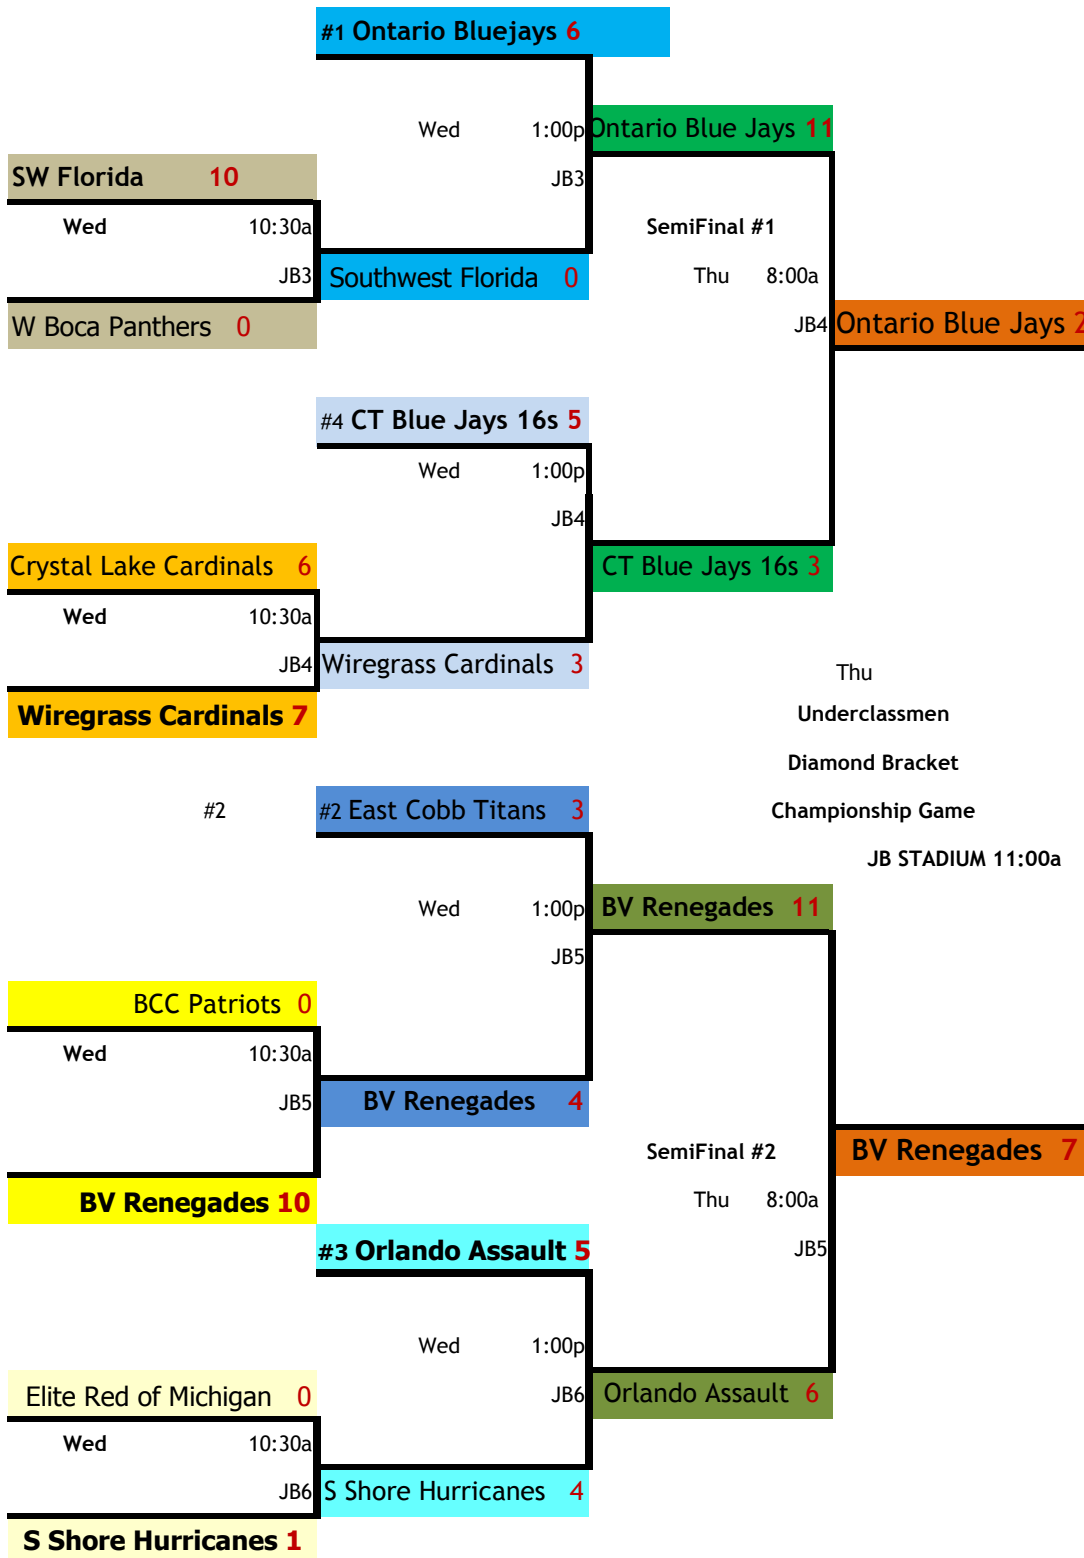 #1 Ontario Bluejays 6
Wed 1:00p
Ontario Blue Jays 11
SW Florida 10
JB3
Wed 10:30a
SemiFinal #1
JB3
Southwest Florida 0
Thu 8:00a
W Boca Panthers 0
JB4
Ontario Blue Jays 2
#4 CT Blue Jays 16s 5
Wed 1:00p
JB4
Crystal Lake Cardinals 6
CT Blue Jays 16s 3
Wed 10:30a
JB4
Wiregrass Cardinals 3
Thu
Wiregrass Cardinals 7
Underclassmen
Diamond Bracket
#2
#2 East Cobb Titans 3
Championship Game
JB STADIUM 11:00a
Wed 1:00p
BV Renegades 11
JB5
BCC Patriots 0
Wed 10:30a
JB5
BV Renegades 4
SemiFinal #2
BV Renegades 7
BV Renegades 10
Thu 8:00a
#3 Orlando Assault 5
JB5
Wed 1:00p
Elite Red of Michigan 0
JB6
Orlando Assault 6
Wed 10:30a
JB6
S Shore Hurricanes 4
S Shore Hurricanes 1